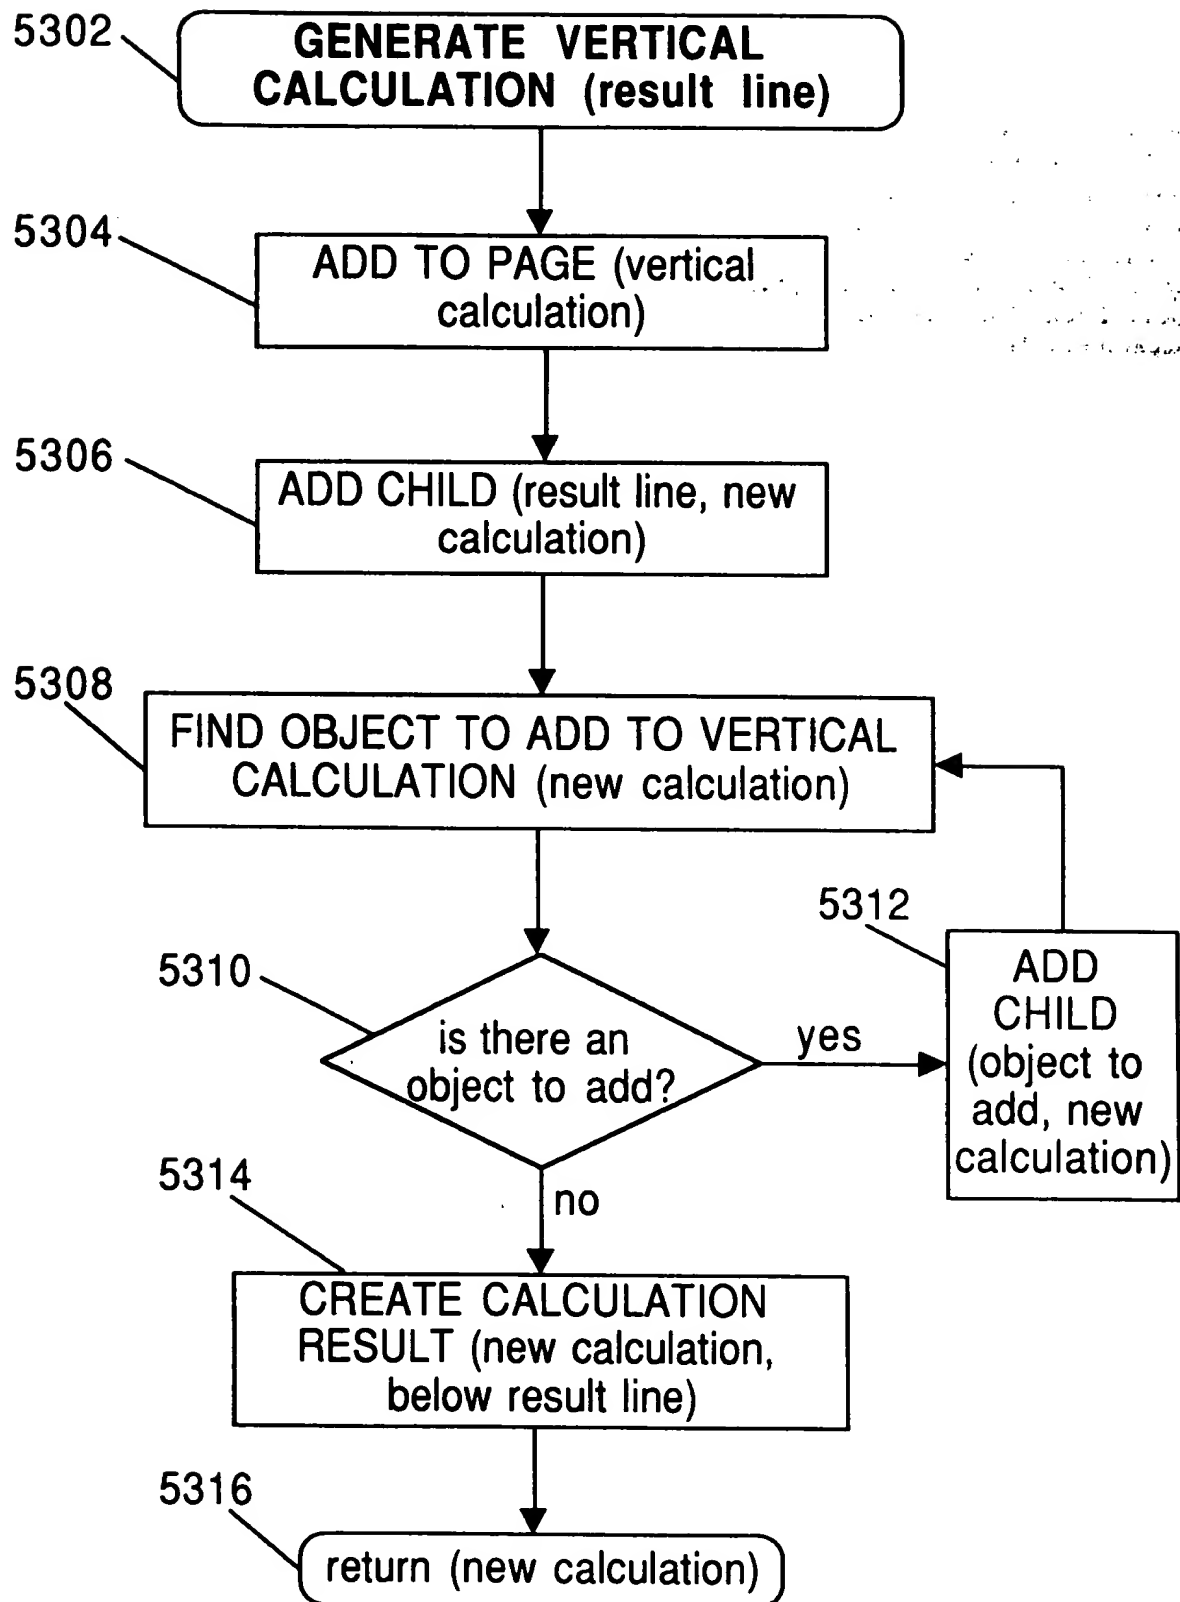 5302
GENERATE VERTICAL
CALCULATION (result line)
5304
ADD TO PAGE (vertical
calculation)
5306
ADD CHILD (result line, new
calculation)
5308
FIND OBJECT TO ADD TO VERTICAL
CALCULATION (new calculation)
5310
is there an
object to add?
yes
5312
ADD
CHILD
(object to
add, new
calculation)
no
5314
CREATE CALCULATION
RESULT (new calculation,
below result line)
5316
return (new calculation)